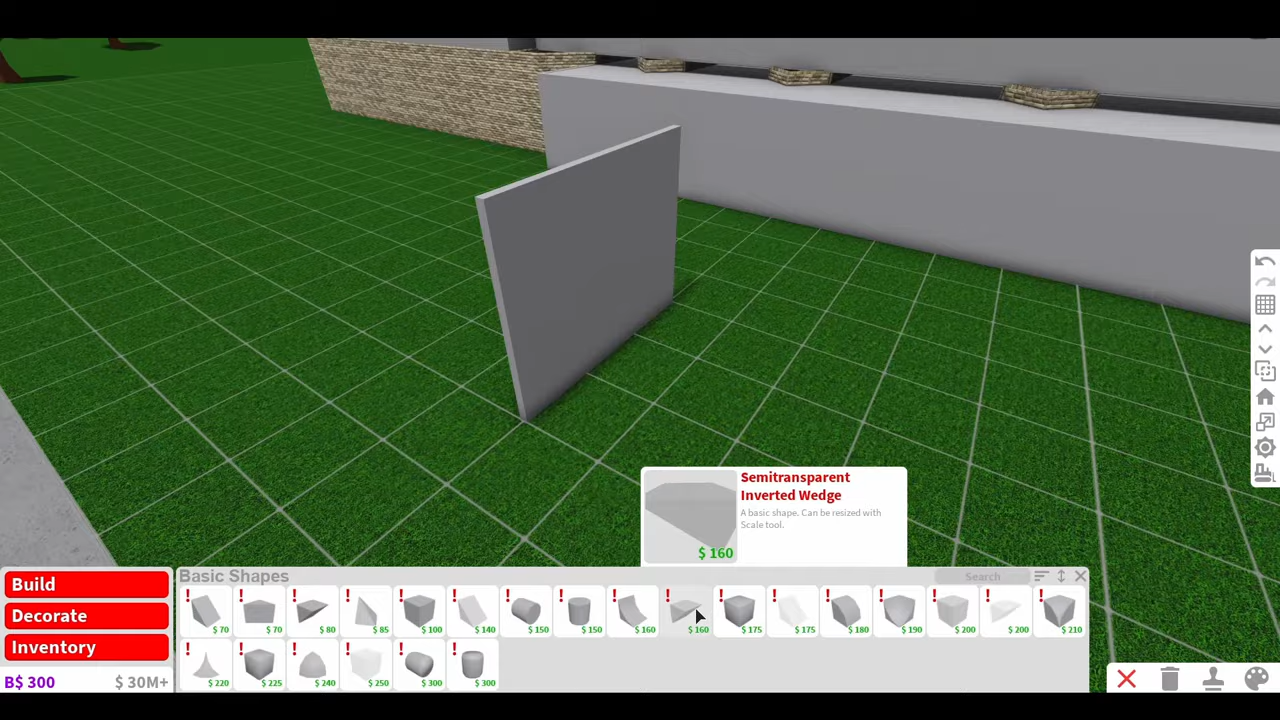 Semitransparent
Inverted Wedge
A basic shape. Can be resized with
Scale tool.
$ 160
Build
Decorate
Inventory
B$ 300
$ 30M+
Basic Shapes
Search
! ! ! ! ! ! ! ! ! ! ! ! ! ! ! ! !
$ 70 $ 70 $ 80 $ 85 $ 100 $ 140 $ 150 $ 150 $ 160 $ 160 $ 175 $ 175 $ 180 $ 190 $ 200 $ 200 $ 210
! ! ! ! ! !
$ 220 $ 225 $ 240 $ 250 $ 300 $ 300